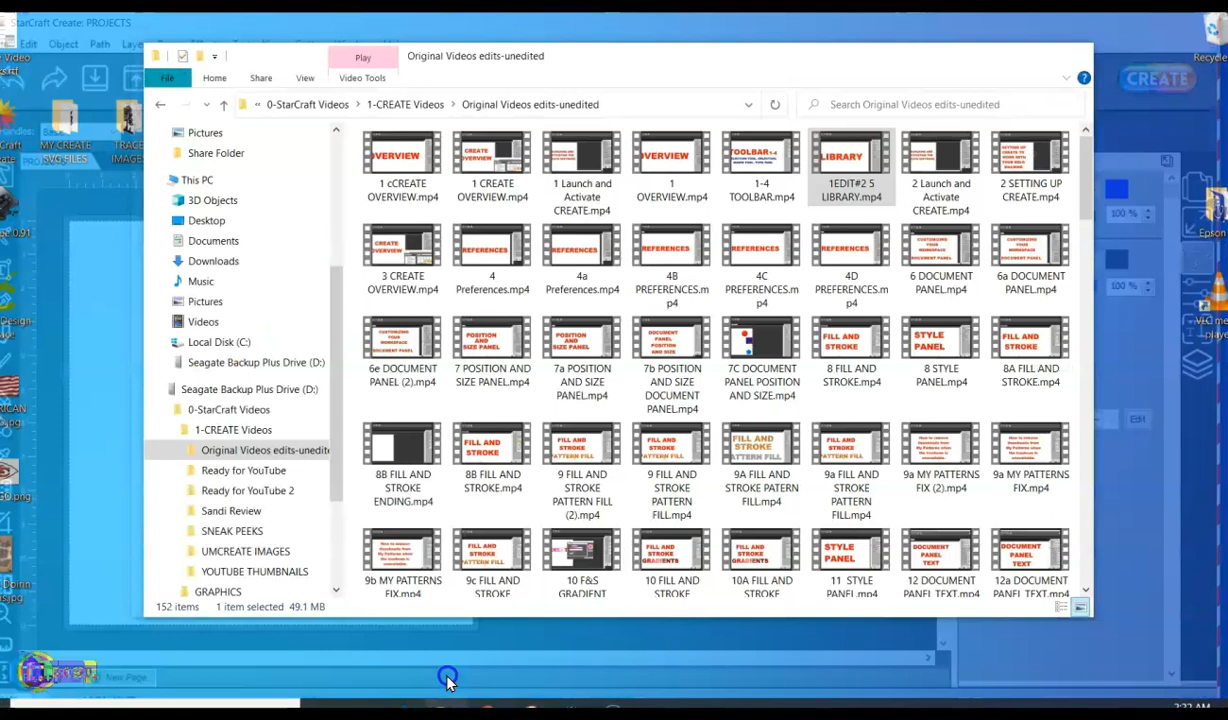 StarCraft Create: PROJECTS
Edit Object Path
Play
Original Videos edits-unedited
File Home Share View Video Tools
CREATE
« 0-StarCraft Videos > 1-CREATE Videos > Original Videos edits-unedited
Search Original Videos edits-unedited
MY CREATE SVG FILES
Pictures
Share Folder
This PC
3D Objects
Desktop
Documents
Downloads
Music
Pictures
Videos
Local Disk (C:)
Seagate Backup Plus Drive (D:)
Seagate Backup Plus Drive (D:)
0-StarCraft Videos
1-CREATE Videos
Original Videos edits-unedite
Ready for YouTube
Ready for YouTube 2
Sandi Review
SNEAK PEEKS
UMCREATE IMAGES
YOUTUBE THUMBNAILS
GRAPHICS
1 cCREATE OVERVIEW.mp4
1 CREATE OVERVIEW.mp4
1 Launch and Activate CREATE.mp4
1 OVERVIEW.mp4
1-4 TOOLBAR.mp4
1EDIT#2 5 LIBRARY.mp4
2 Launch and Activate CREATE.mp4
2 SETTING UP CREATE.mp4
3 CREATE OVERVIEW.mp4
4 Preferences.mp4
4a Preferences.mp4
4B PREFERENCES.mp4
4C PREFERENCES.mp4
4D PREFERENCES.mp4
6 DOCUMENT PANEL.mp4
6a DOCUMENT PANEL.mp4
6e DOCUMENT PANEL (2).mp4
7 POSITION AND SIZE PANEL.mp4
7a POSITION AND SIZE PANEL.mp4
7b POSITION AND SIZE DOCUMENT PANEL.mp4
7C DOCUMENT PANEL POSITION AND SIZE.mp4
8 FILL AND STROKE.mp4
8 STYLE PANEL.mp4
8A FILL AND STROKE.mp4
8B FILL AND STROKE ENDING.mp4
8B FILL AND STROKE.mp4
9 FILL AND STROKE PATTERN FILL (2).mp4
9 FILL AND STROKE PATTERN FILL.mp4
9A FILL AND STROKE PATERN FILL.mp4
9a FILL AND STROKE PATTERN FILL.mp4
9a MY PATTERNS FIX (2).mp4
9a MY PATTERNS FIX.mp4
9b MY PATTERNS FIX.mp4
9c FILL AND STROKE
10 F&S GRADIENT
10 FILL AND STROKE
10A FILL AND STROKE
11 STYLE PANEL.mp4
12 DOCUMENT PANEL TEXT.mp4
12a DOCUMENT PANEL TEXT.mp4
152 items 1 item selected 49.1 MB
100 %
100 %
Edit
New Page
Epson